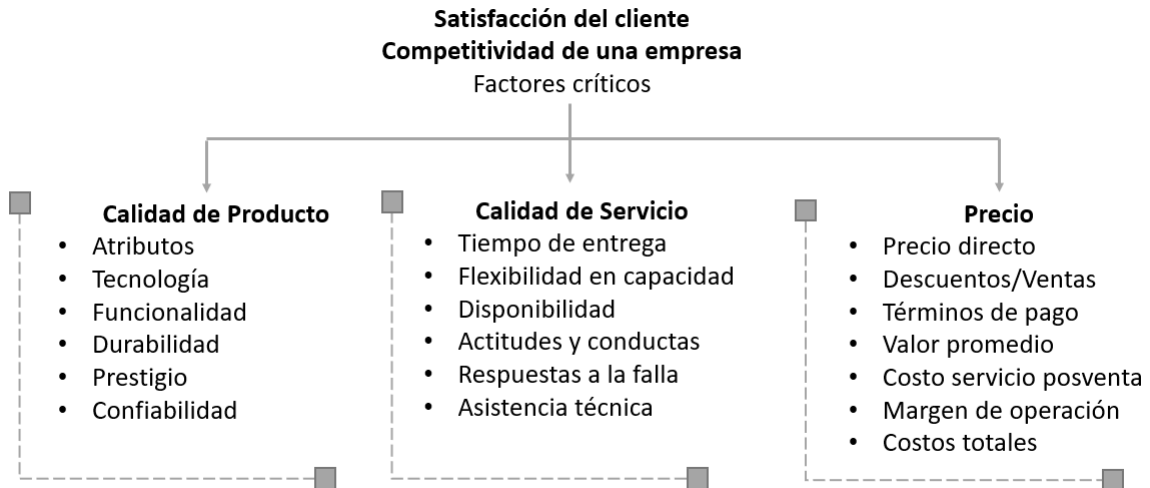 Satisfacción del cliente
Competitividad de una empresa
Factores críticos
Calidad de Producto
• Atributos
• Tecnología
• Funcionalidad
• Durabilidad
• Prestigio
• Confiabilidad
Calidad de Servicio
• Tiempo de entrega
• Flexibilidad en capacidad
• Disponibilidad
• Actitudes y conductas
• Respuestas a la falla
• Asistencia técnica
Precio
• Precio directo
• Descuentos/Ventas
• Términos de pago
• Valor promedio
• Costo servicio posventa
• Margen de operación
• Costos totales